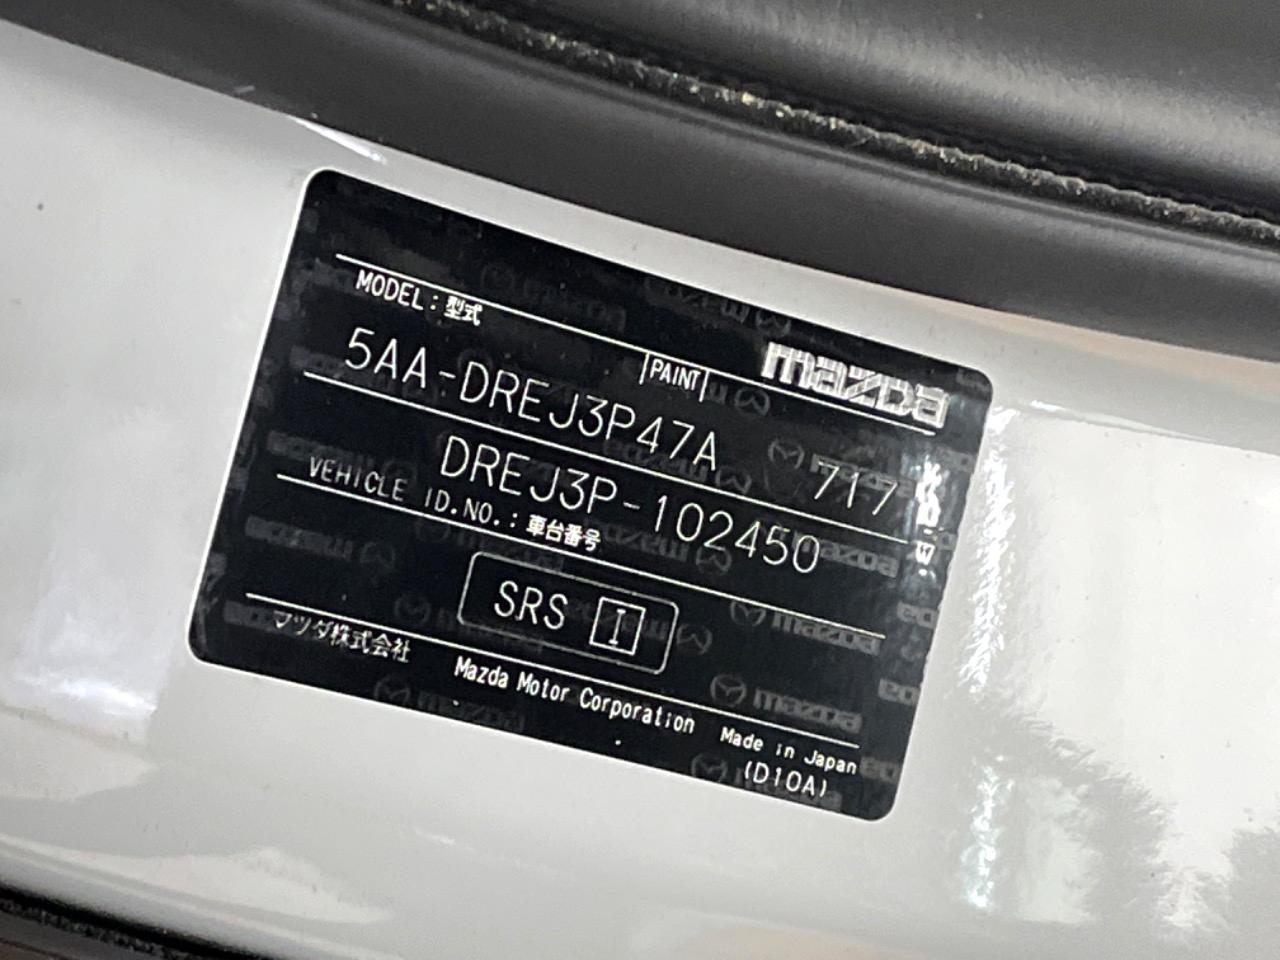 mazda
MODEL：型式
PAINT
5AA-DREJ3P47A 717
DREJ3P-102450
VEHICLE ID.NO.：車台番号
SRS I
マツダ株式会社 Mazda Motor Corporation Made in Japan
(D10A)